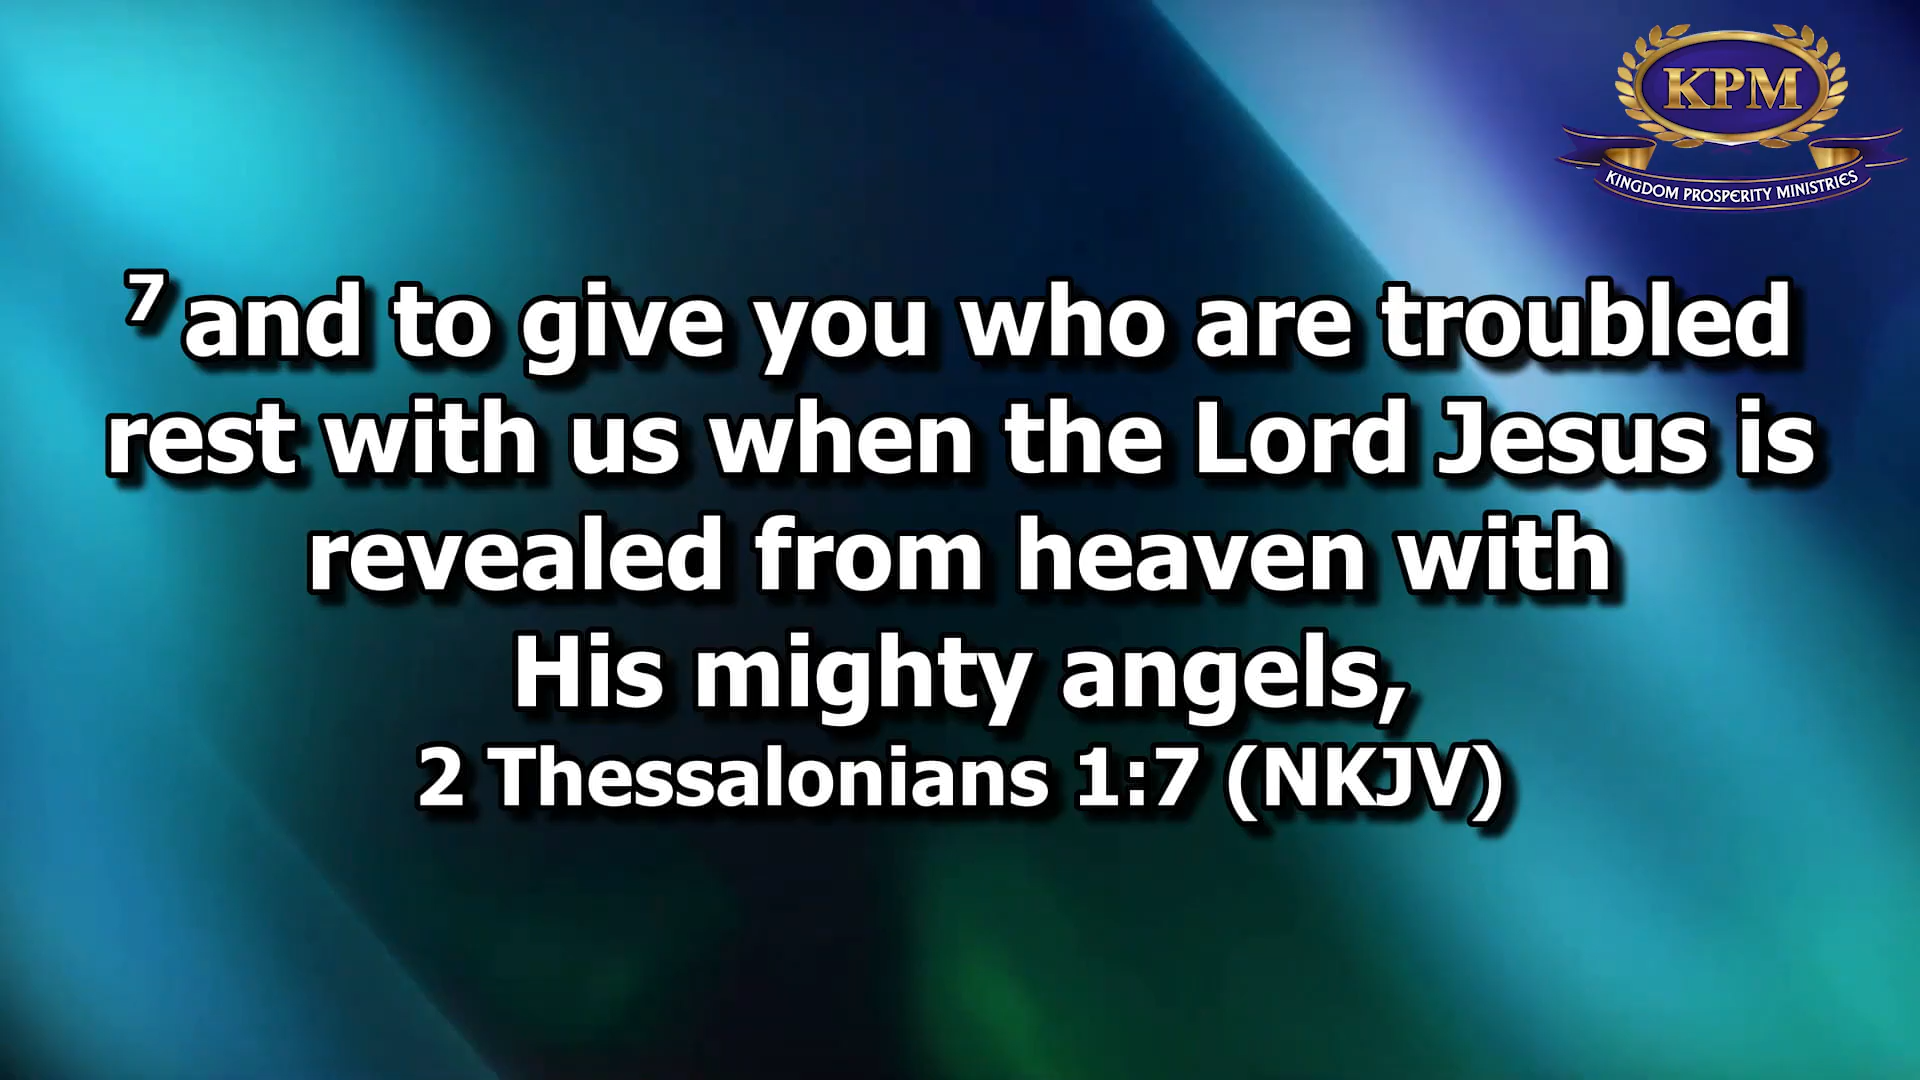 KPM
KINGDOM PROSPERITY MINISTRIES
7 and to give you who are troubled
rest with us when the Lord Jesus is
revealed from heaven with
His mighty angels,
2 Thessalonians 1:7 (NKJV)